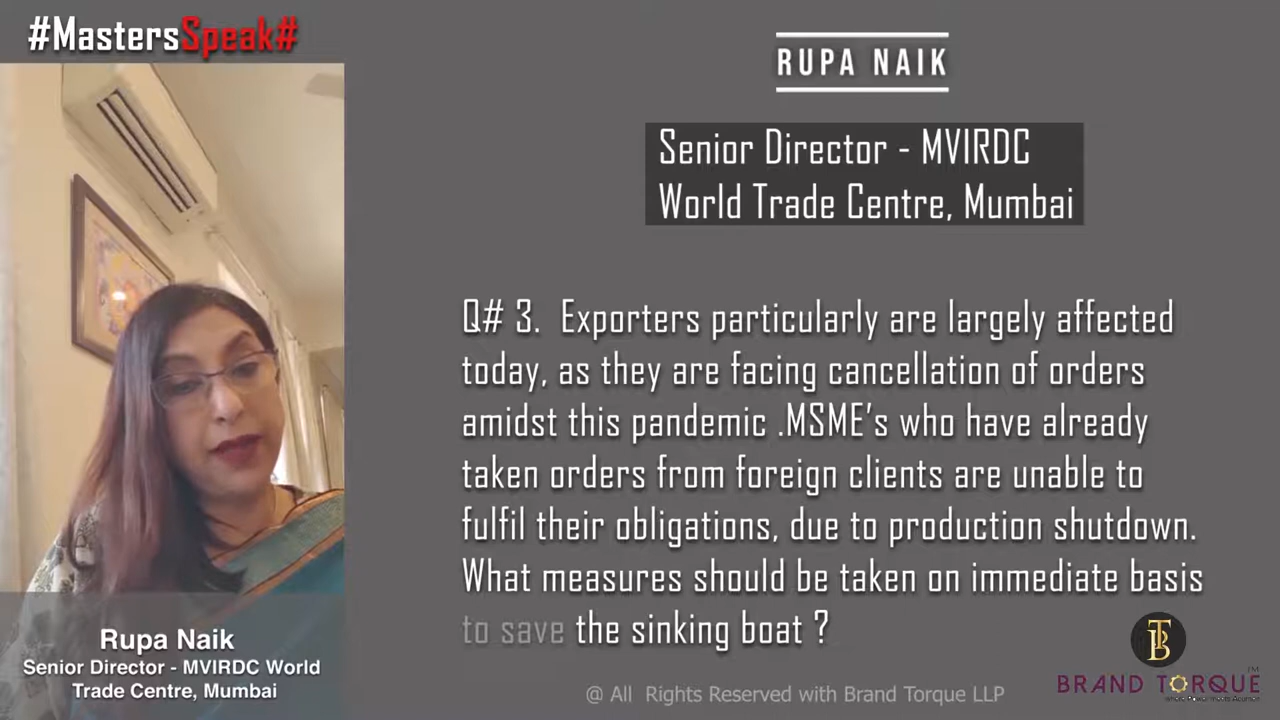 #MastersSpeak#
RUPA NAIK
Senior Director - MVIRDC
World Trade Centre, Mumbai
Q# 3. Exporters particularly are largely affected
today, as they are facing cancellation of orders
amidst this pandemic .MSME's who have already
taken orders from foreign clients are unable to
fulfil their obligations, due to production shutdown.
What measures should be taken on immediate basis
to save the sinking boat ?
Rupa Naik
Senior Director - MVIRDC World
Trade Centre, Mumbai
@ All Rights Reserved with Brand Torque LLP
TB
BRAND TORQUE
TM